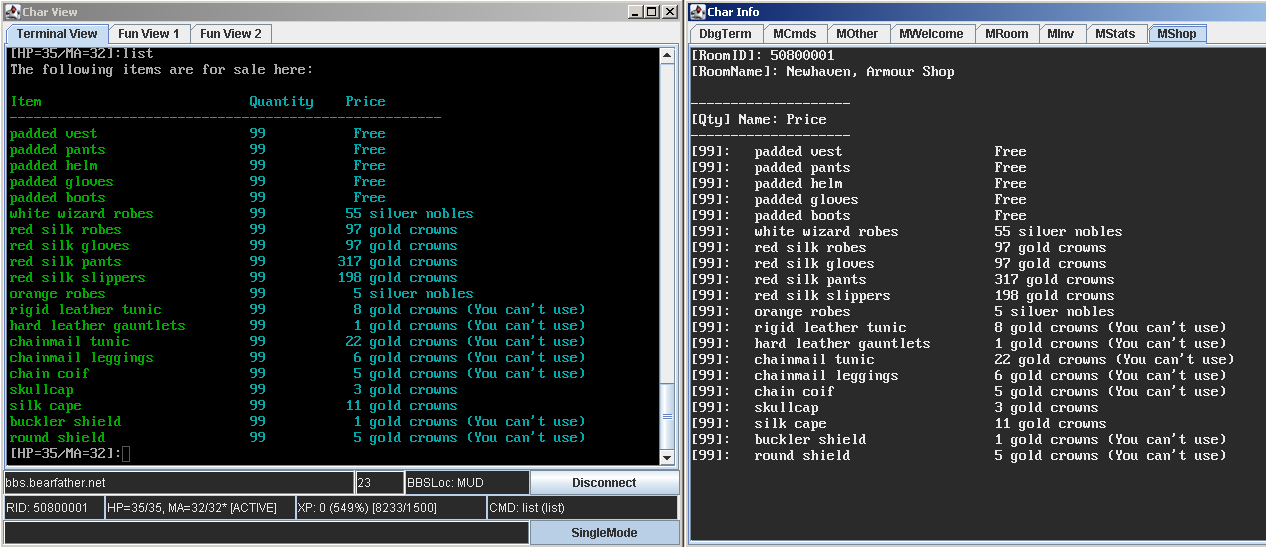 Char View
Terminal View Fun View 1 Fun View 2
[HP=35/MA=32]:list
The following items are for sale here:
Item Quantity Price
------------------------------------------------------
padded vest 99 Free
padded pants 99 Free
padded helm 99 Free
padded gloves 99 Free
padded boots 99 Free
white wizard robes 99 55 silver nobles
red silk robes 99 97 gold crowns
red silk gloves 99 97 gold crowns
red silk pants 99 317 gold crowns
red silk slippers 99 198 gold crowns
orange robes 99 5 silver nobles
rigid leather tunic 99 8 gold crowns (You can't use)
hard leather gauntlets 99 1 gold crowns (You can't use)
chainmail tunic 99 22 gold crowns (You can't use)
chainmail leggings 99 6 gold crowns (You can't use)
chain coif 99 5 gold crowns (You can't use)
skullcap 99 3 gold crowns
silk cape 99 11 gold crowns
buckler shield 99 1 gold crowns (You can't use)
round shield 99 5 gold crowns (You can't use)
[HP=35/MA=32]:
bbs.bearfather.net 23 BBSLoc: MUD Disconnect
RID: 50800001 HP=35/35, MA=32/32* [ACTIVE] XP: 0 (549%) [8233/1500] CMD: list (list)
SingleMode
Char Info
DbgTerm MCmds MOther MWelcome MRoom MInv MStats MShop
[RoomID]: 50800001
[RoomName]: Newhaven, Armour Shop
--------------------
[Qty] Name: Price
--------------------
[99]: padded vest Free
[99]: padded pants Free
[99]: padded helm Free
[99]: padded gloves Free
[99]: padded boots Free
[99]: white wizard robes 55 silver nobles
[99]: red silk robes 97 gold crowns
[99]: red silk gloves 97 gold crowns
[99]: red silk pants 317 gold crowns
[99]: red silk slippers 198 gold crowns
[99]: orange robes 5 silver nobles
[99]: rigid leather tunic 8 gold crowns (You can't use)
[99]: hard leather gauntlets 1 gold crowns (You can't use)
[99]: chainmail tunic 22 gold crowns (You can't use)
[99]: chainmail leggings 6 gold crowns (You can't use)
[99]: chain coif 5 gold crowns (You can't use)
[99]: skullcap 3 gold crowns
[99]: silk cape 11 gold crowns
[99]: buckler shield 1 gold crowns (You can't use)
[99]: round shield 5 gold crowns (You can't use)